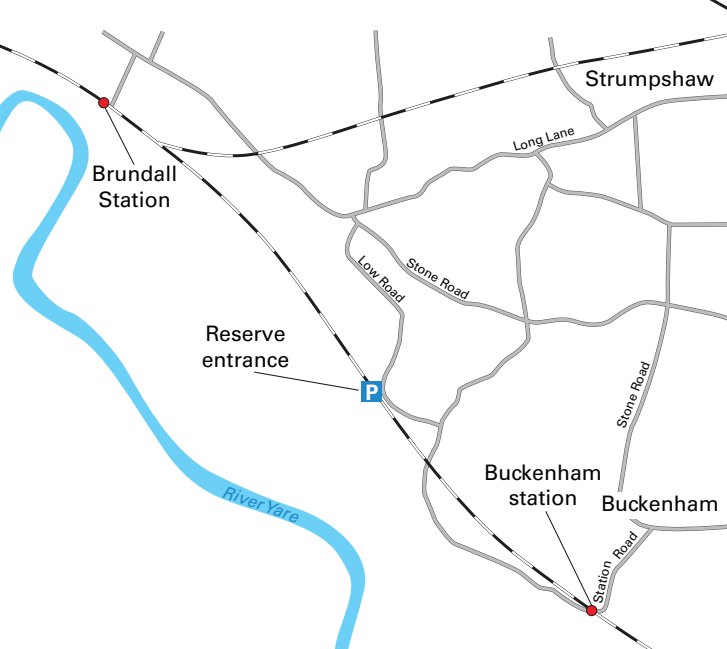 Strumpshaw
Long Lane
Brundall
Station
Stone Road
Low Road
Reserve
entrance
P
Stone Road
Buckenham
station
Buckenham
River Yare
Station Road